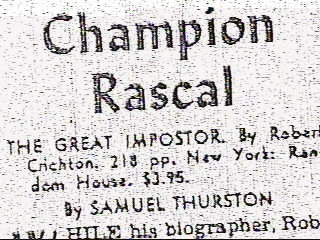 Champion
Rascal
THE GREAT IMPOSTOR. By Robert
Crichton. 218 pp. New York: Ran-
dom House. $3.95.
By SAMUEL THURSTON
HILE his biographer, Rob